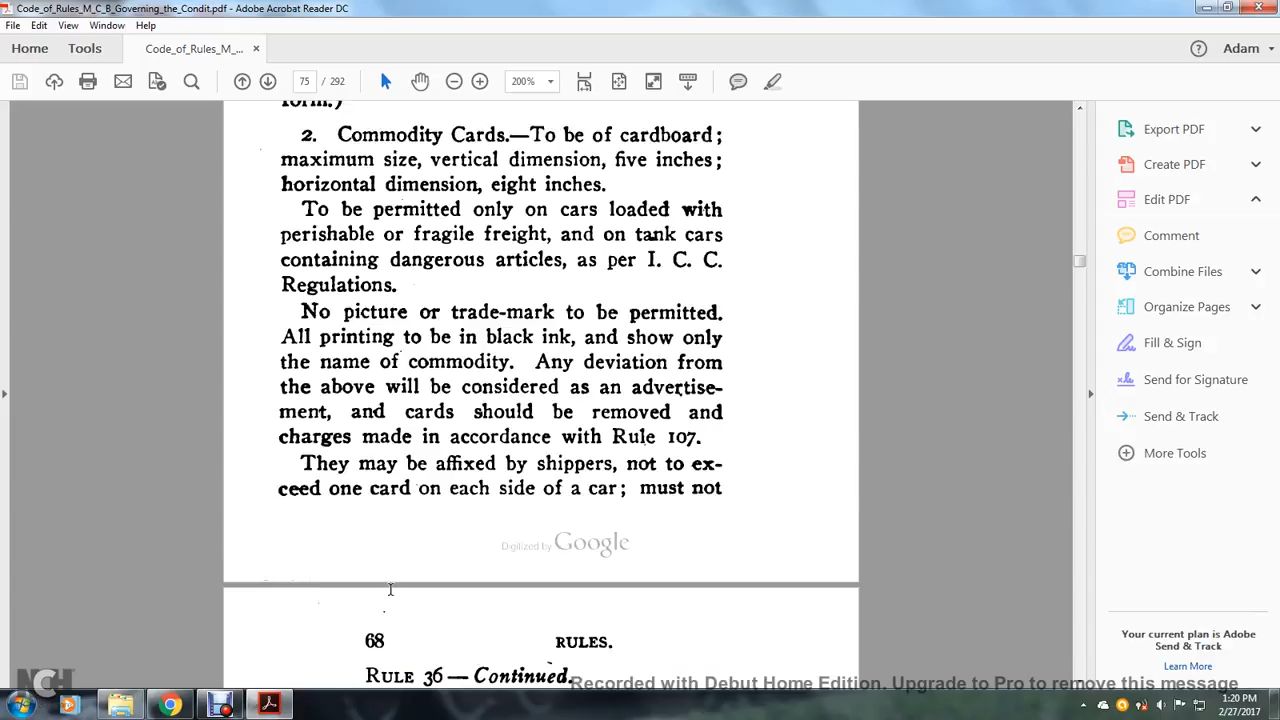 Code_of_Rules_M_C_B_Governing_the_Condit.pdf - Adobe Acrobat Reader DC
File Edit View Window Help
Home Tools Code_of_Rules_M_... × ? Adam
75 / 292 200%
form.)
2. Commodity Cards.—To be of cardboard;
maximum size, vertical dimension, five inches;
horizontal dimension, eight inches.
To be permitted only on cars loaded with
perishable or fragile freight, and on tank cars
containing dangerous articles, as per I. C. C.
Regulations.
No picture or trade-mark to be permitted.
All printing to be in black ink, and show only
the name of commodity. Any deviation from
the above will be considered as an advertise-
ment, and cards should be removed and
charges made in accordance with Rule 107.
They may be affixed by shippers, not to ex-
ceed one card on each side of a car; must not
Digitized by Google
68 RULES.
RULE 36—Continued.
Export PDF
Create PDF
Edit PDF
Comment
Combine Files
Organize Pages
Fill & Sign
Send for Signature
Send & Track
More Tools
Your current plan is Adobe
Send & Track
Learn More
NCH
Recorded with Debut Home Edition. Upgrade to Pro to remove this message
1:20 PM
2/27/2017